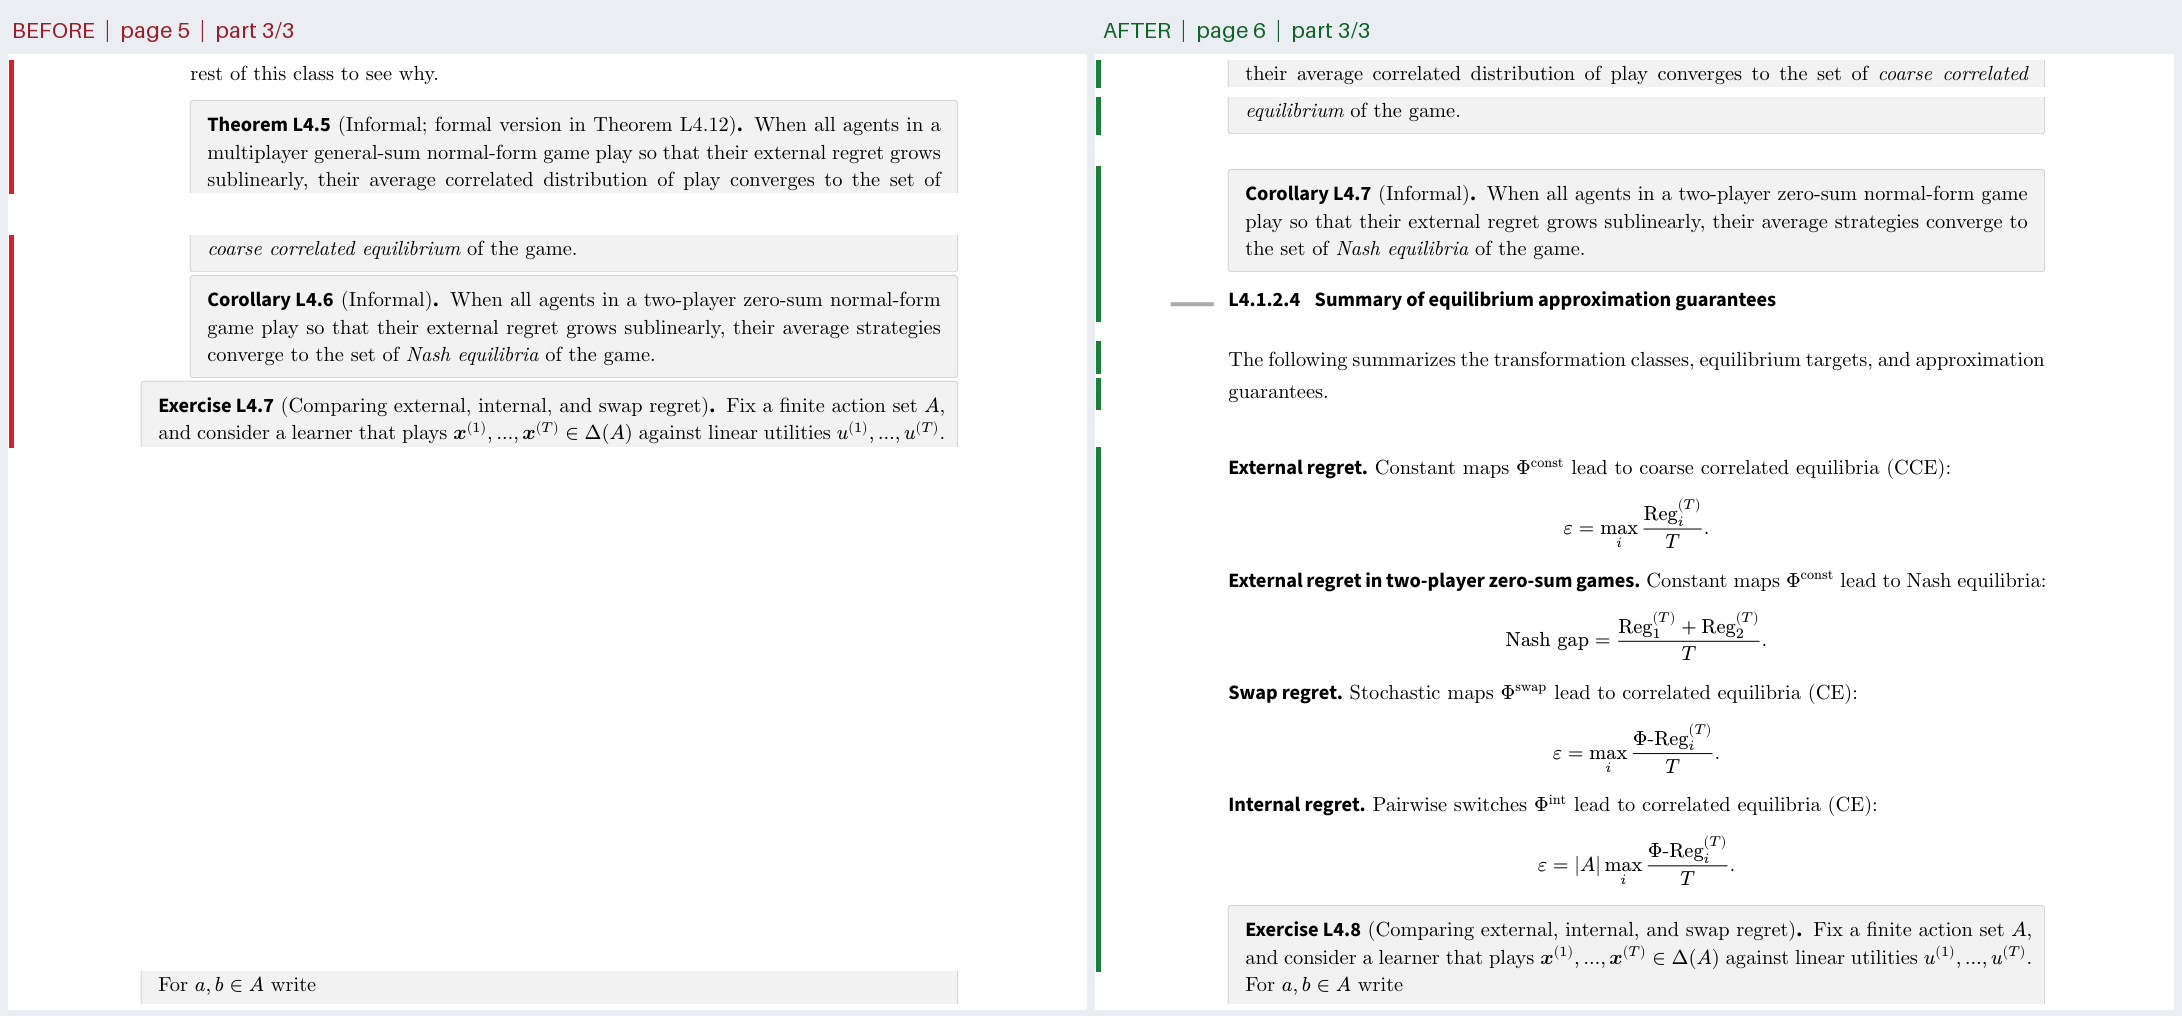 BEFORE | page 5 | part 3/3
rest of this class to see why.
Theorem L4.5 (Informal; formal version in Theorem L4.12). When all agents in a
multiplayer general-sum normal-form game play so that their external regret grows
sublinearly, their average correlated distribution of play converges to the set of
coarse correlated equilibrium of the game.
Corollary L4.6 (Informal). When all agents in a two-player zero-sum normal-form
game play so that their external regret grows sublinearly, their average strategies
converge to the set of Nash equilibria of the game.
Exercise L4.7 (Comparing external, internal, and swap regret). Fix a finite action set A,
and consider a learner that plays x^(1), ..., x^(T) ∈ Δ(A) against linear utilities u^(1), ..., u^(T).
For a, b ∈ A write
AFTER | page 6 | part 3/3
their average correlated distribution of play converges to the set of coarse correlated
equilibrium of the game.
Corollary L4.7 (Informal). When all agents in a two-player zero-sum normal-form game
play so that their external regret grows sublinearly, their average strategies converge to
the set of Nash equilibria of the game.
L4.1.2.4 Summary of equilibrium approximation guarantees
The following summarizes the transformation classes, equilibrium targets, and approximation
guarantees.
External regret. Constant maps Φ^const lead to coarse correlated equilibria (CCE):
ε = max_i Reg_i^(T) / T.
External regret in two-player zero-sum games. Constant maps Φ^const lead to Nash equilibria:
Nash gap = (Reg_1^(T) + Reg_2^(T)) / T.
Swap regret. Stochastic maps Φ^swap lead to correlated equilibria (CE):
ε = max_i Φ-Reg_i^(T) / T.
Internal regret. Pairwise switches Φ^int lead to correlated equilibria (CE):
ε = |A| max_i Φ-Reg_i^(T) / T.
Exercise L4.8 (Comparing external, internal, and swap regret). Fix a finite action set A,
and consider a learner that plays x^(1), ..., x^(T) ∈ Δ(A) against linear utilities u^(1), ..., u^(T).
For a, b ∈ A write